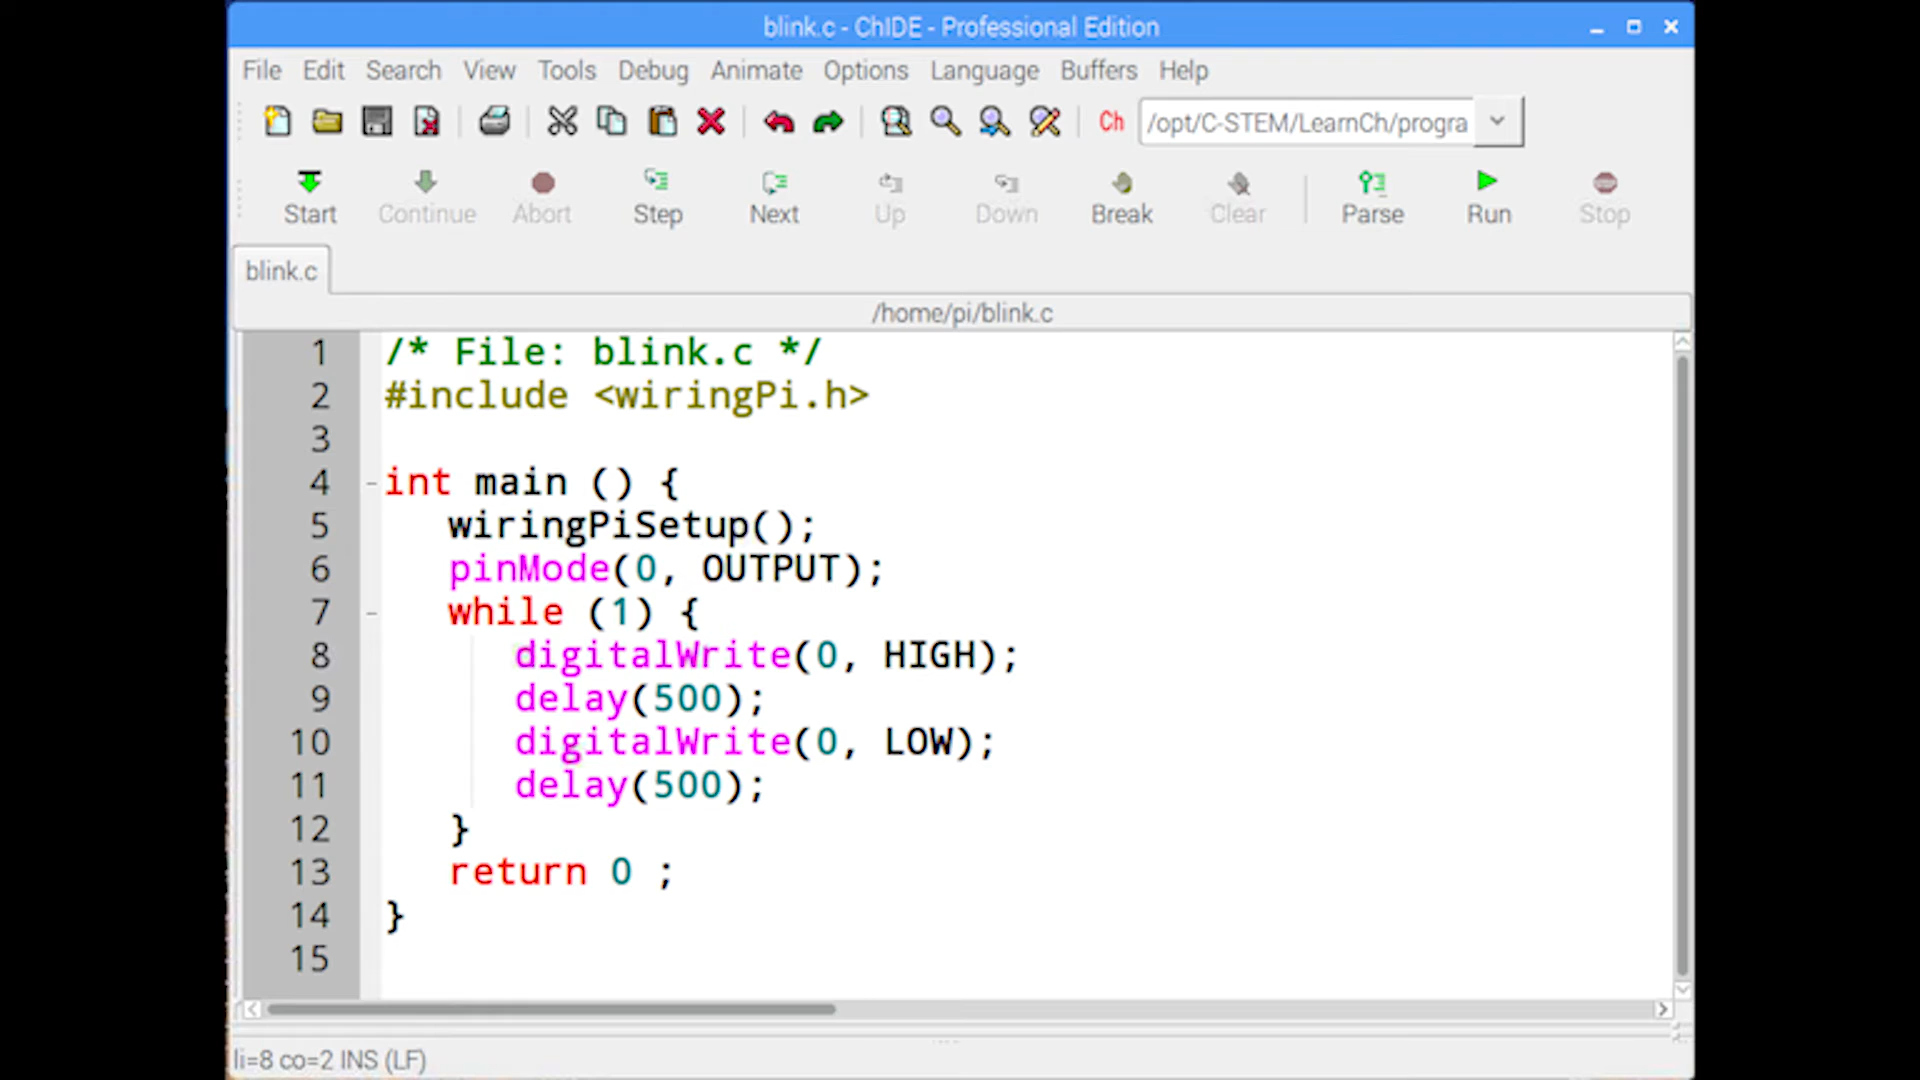 blink.c - ChIDE - Professional Edition
File Edit Search View Tools Debug Animate Options Language Buffers Help
Ch /opt/C-STEM/LearnCh/progra
Start Continue Abort Step Next Up Down Break Clear Parse Run Stop
blink.c
/home/pi/blink.c
1 /* File: blink.c */
2 #include <wiringPi.h>
3
4 int main () {
5 wiringPiSetup();
6 pinMode(0, OUTPUT);
7 while (1) {
8 digitalWrite(0, HIGH);
9 delay(500);
10 digitalWrite(0, LOW);
11 delay(500);
12 }
13 return 0 ;
14 }
15
li=8 co=2 INS (LF)